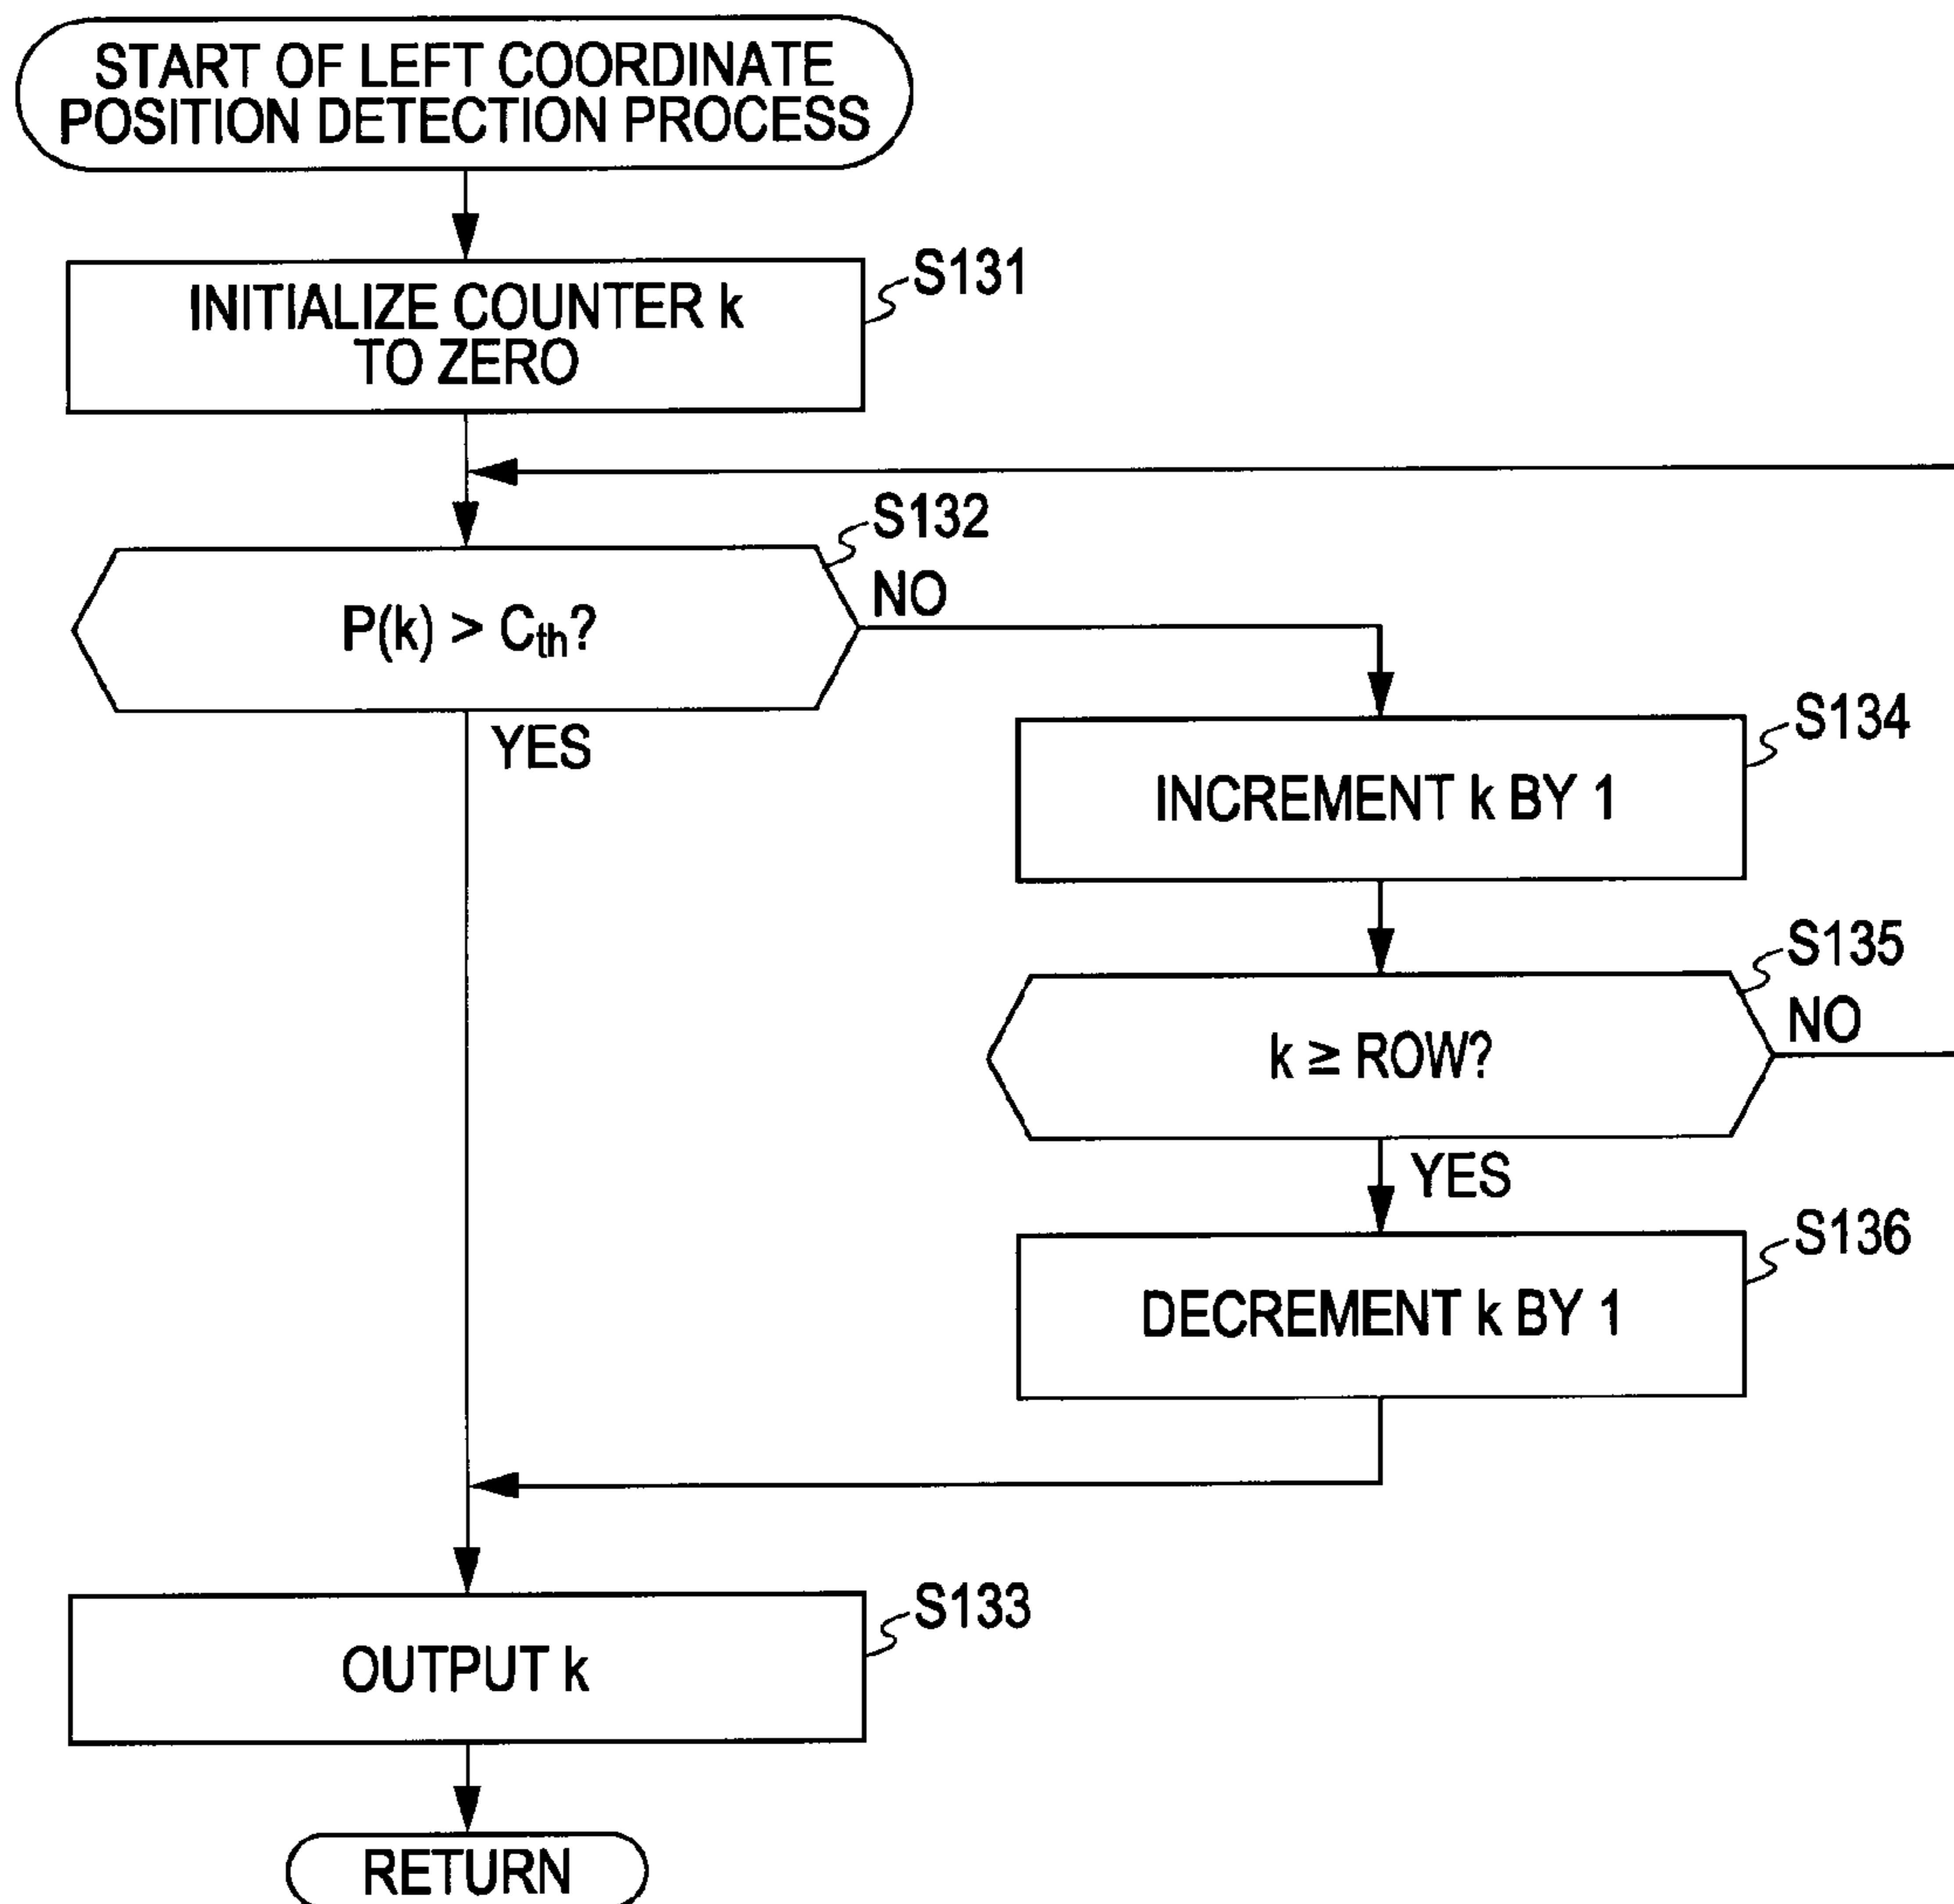 START OF LEFT COORDINATE
POSITION DETECTION PROCESS
S131
INITIALIZE COUNTER k
TO ZERO
S132
P(k) > Cth?
NO
YES
S134
INCREMENT k BY 1
S135
k ≥ ROW?
NO
YES
S136
DECREMENT k BY 1
S133
OUTPUT k
RETURN